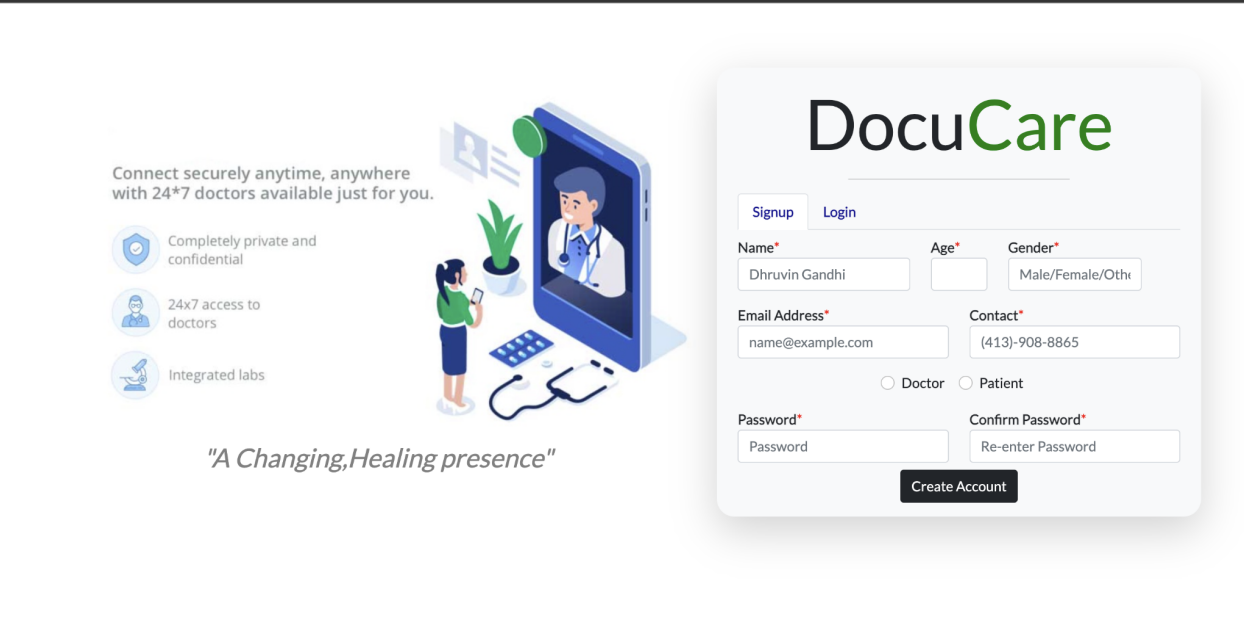 Connect securely anytime, anywhere
with 24*7 doctors available just for you.
Completely private and
confidential
24x7 access to
doctors
Integrated labs
"A Changing,Healing presence"
DocuCare
Signup Login
Name* Age* Gender*
Dhruvin Gandhi Male/Female/Othe
Email Address* Contact*
name@example.com (413)-908-8865
Doctor Patient
Password* Confirm Password*
Password Re-enter Password
Create Account